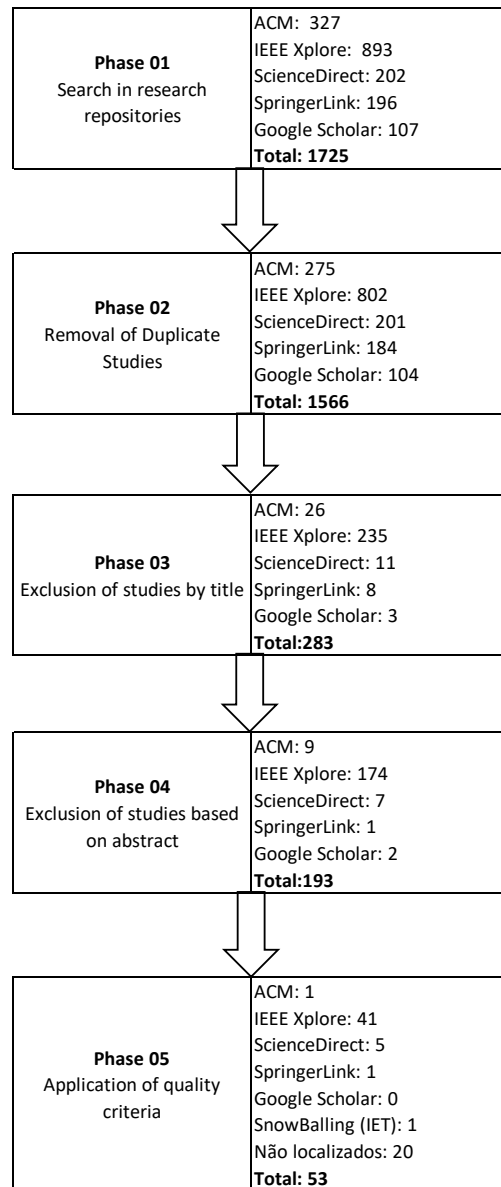 Phase 01
Search in research
repositories
ACM:  327
IEEE Xplore:  893
ScienceDirect: 202
SpringerLink: 196
Google Scholar: 107
Total: 1725
Phase 02
Removal of Duplicate
Studies
ACM: 275
IEEE Xplore: 802
ScienceDirect: 201
SpringerLink: 184
Google Scholar: 104
Total: 1566
Phase 03
Exclusion of studies by title
ACM: 26
IEEE Xplore: 235
ScienceDirect: 11
SpringerLink: 8
Google Scholar: 3
Total:283
Phase 04
Exclusion of studies based
on abstract
ACM: 9
IEEE Xplore: 174
ScienceDirect: 7
SpringerLink: 1
Google Scholar: 2
Total:193
Phase 05
Application of quality
criteria
ACM: 1
IEEE Xplore: 41
ScienceDirect: 5
SpringerLink: 1
Google Scholar: 0
SnowBalling (IET): 1
Não localizados: 20
Total: 53